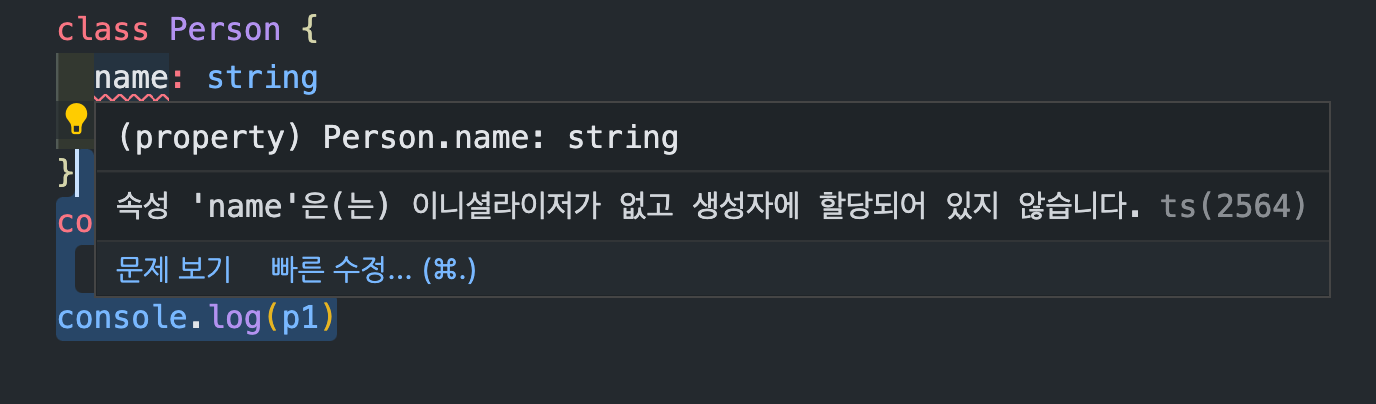 class Person {
name: string
(property) Person.name: string
}
속성 'name'은(는) 이니셜라이저가 없고 생성자에 할당되어 있지 않습니다. ts(2564)
co
문제 보기 빠른 수정... (⌘.)
console.log(p1)